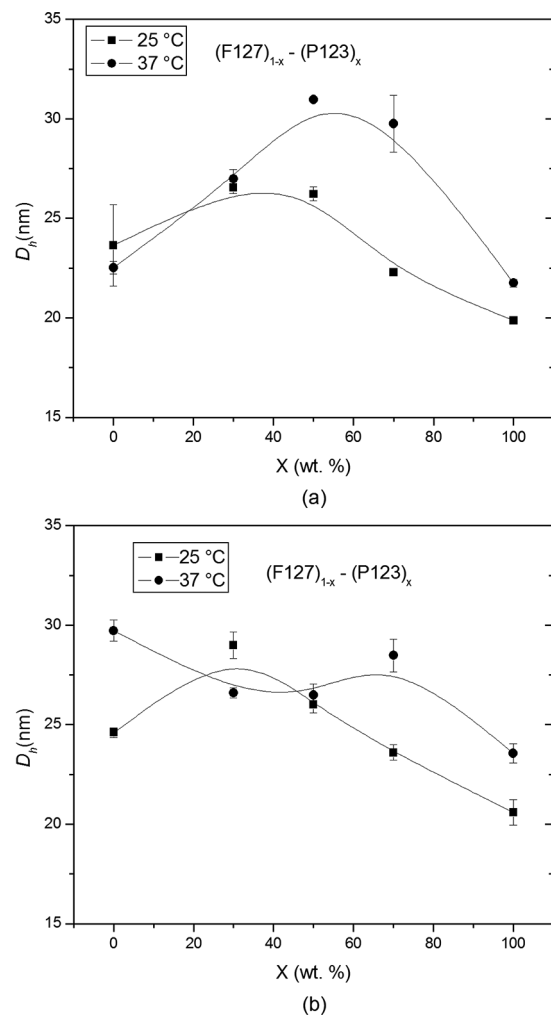 35
25 °C
37 °C
(F127)1-x - (P123)x
30
25
20
15
Dh(nm)
0 20 40 60 80 100
X (wt. %)
(a)
35
25 °C
37 °C
(F127)1-x - (P123)x
30
25
20
15
Dh(nm)
0 20 40 60 80 100
X (wt. %)
(b)